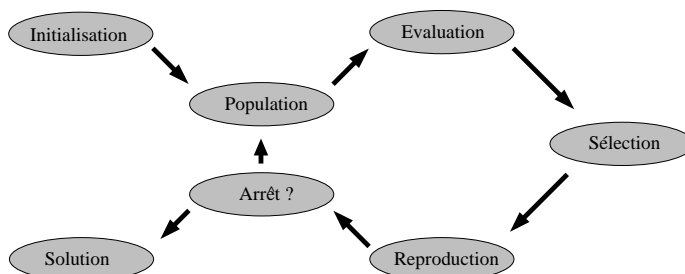 Initialisation
Evaluation
Population
Sélection
Arrêt ?
Solution
Reproduction